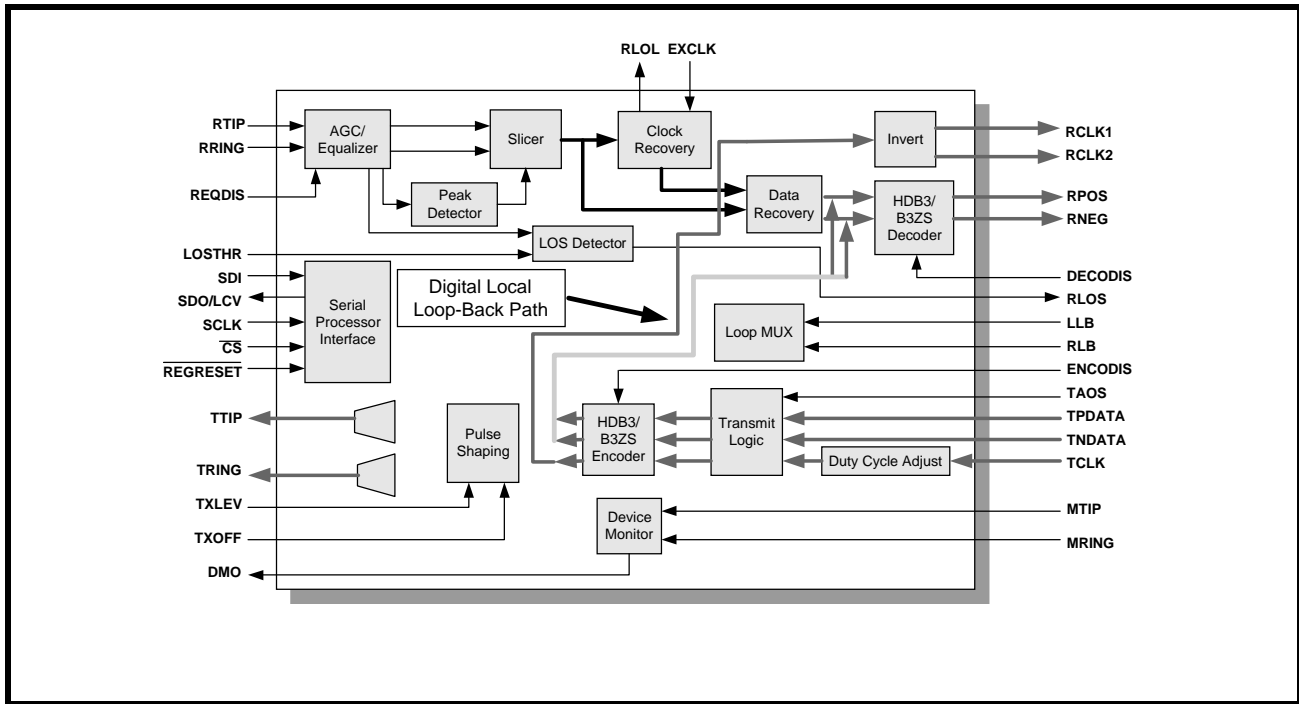 RLOL EXCLK
RTIP
RRING
REQDIS
LOSTHR
SDI
SDO/LCV
SCLK
CS
REGRESET
TTIP
TRING
TXLEV
TXOFF
DMO
AGC/
Equalizer
Peak
Detector
Slicer
LOS Detector
Clock
Recovery
Data
Recovery
Invert
HDB3/
B3ZS
Decoder
Serial
Processor
Interface
Digital Local
Loop-Back Path
Loop MUX
Pulse
Shaping
HDB3/
B3ZS
Encoder
Transmit
Logic
Duty Cycle Adjust
Device
Monitor
RCLK1
RCLK2
RPOS
RNEG
DECODIS
RLOS
LLB
RLB
ENCODIS
TAOS
TPDATA
TNDATA
TCLK
MTIP
MRING